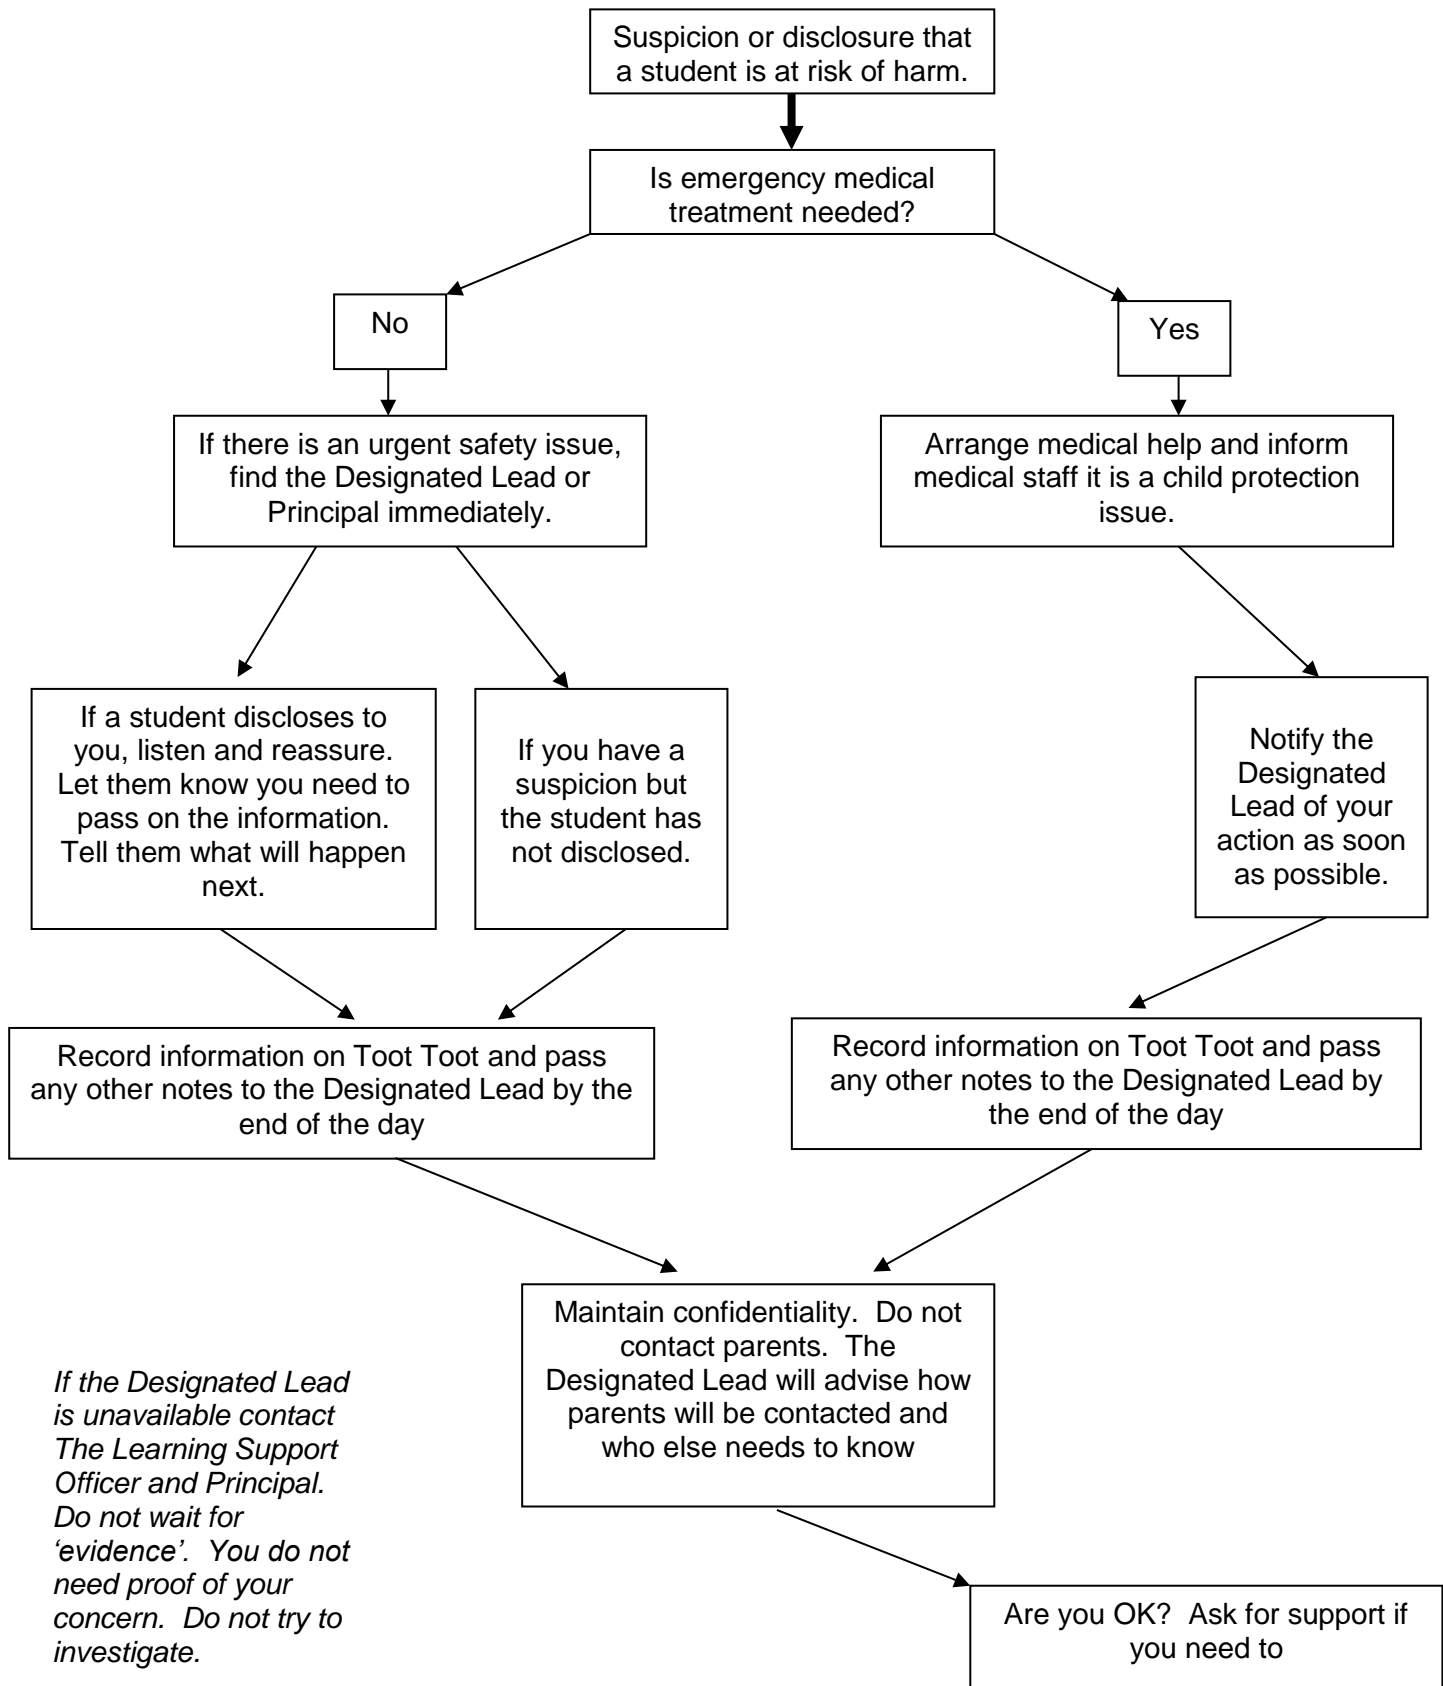 Suspicion or disclosure that
a student is at risk of harm.
Is emergency medical
treatment needed?
No
Yes
If there is an urgent safety issue,
find the Designated Lead or
Principal immediately.
Arrange medical help and inform
medical staff it is a child protection
issue.
If a student discloses to
you, listen and reassure.
Let them know you need to
pass on the information.
Tell them what will happen
next.
If you have a
suspicion but
the student has
not disclosed.
Notify the
Designated
Lead of your
action as soon
as possible.
Record information on Toot Toot and pass
any other notes to the Designated Lead by the
end of the day
Record information on Toot Toot and pass
any other notes to the Designated Lead by
the end of the day
Maintain confidentiality.  Do not
contact parents.  The
Designated Lead will advise how
parents will be contacted and
who else needs to know
If the Designated Lead
is unavailable contact
The Learning Support
Officer and Principal.
Do not wait for
‘evidence’.  You do not
need proof of your
concern.  Do not try to
investigate.
Are you OK?  Ask for support if
you need to